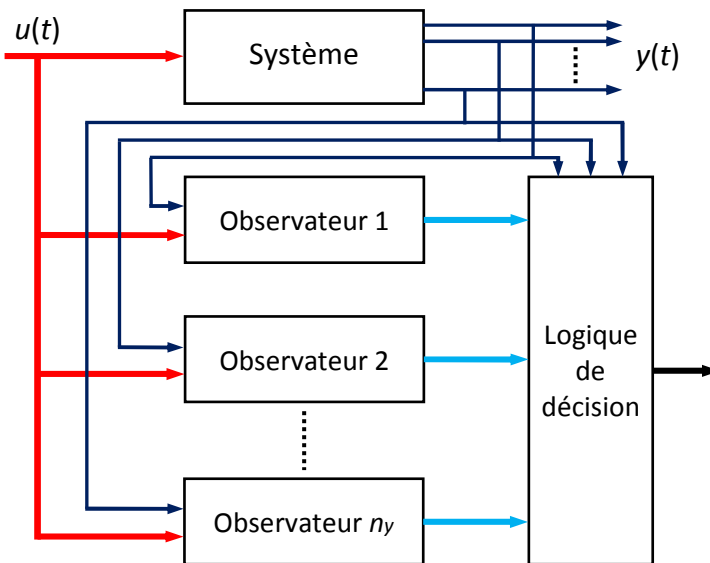 u(t)
Système
y(t)
Observateur 1
Observateur 2
Logique
de
décision
Observateur ny